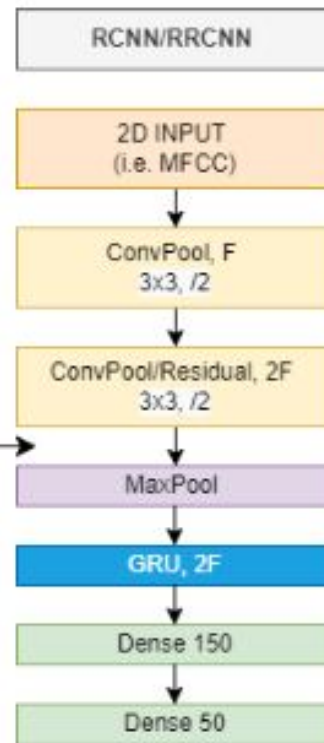 RCNN/RRCNN
2D INPUT
(i.e. MFCC)
ConvPool, F
3x3, /2
ConvPool/Residual, 2F
3x3, /2
MaxPool
GRU, 2F
Dense 150
Dense 50